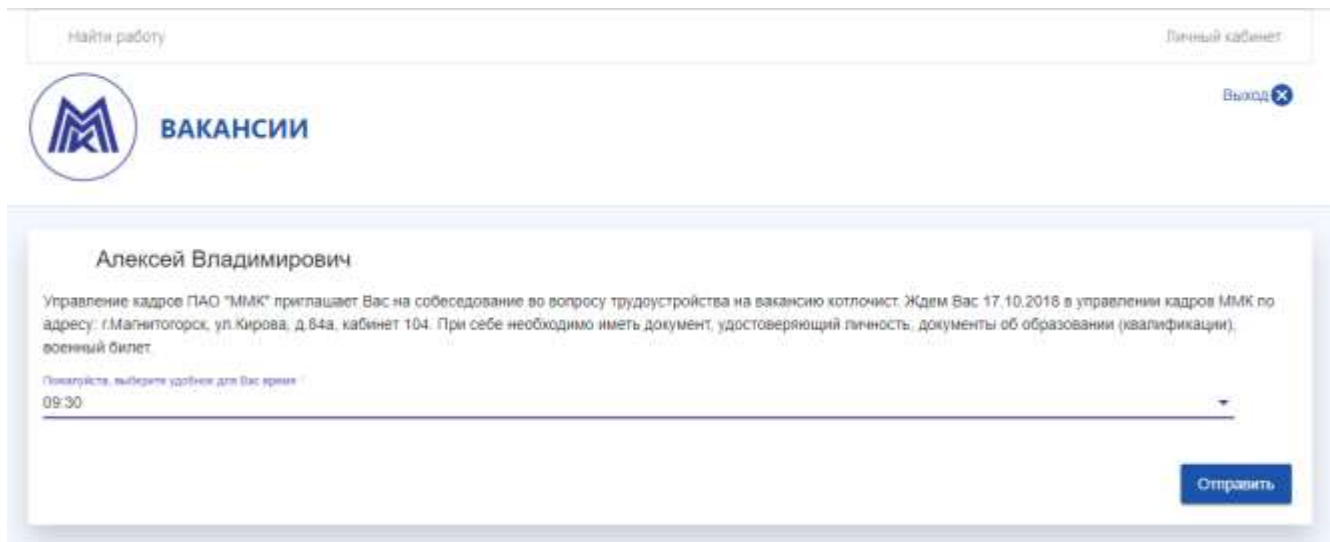 Найти работу
Личный кабинет
Выход
ММК
ВАКАНСИИ
Алексей Владимирович
Управление кадров ПАО "ММК" приглашает Вас на собеседование во вопросу трудоустройства на вакансию котлочист. Ждем Вас 17.10.2018 в управлении кадров ММК по
адресу: г.Магнитогорск, ул.Кирова, д.84а, кабинет 104. При себе необходимо иметь документ, удостоверяющий личность, документы об образовании (квалификации),
военный билет.
Пожалуйста, выберите удобное для Вас время *
09:30
Отправить